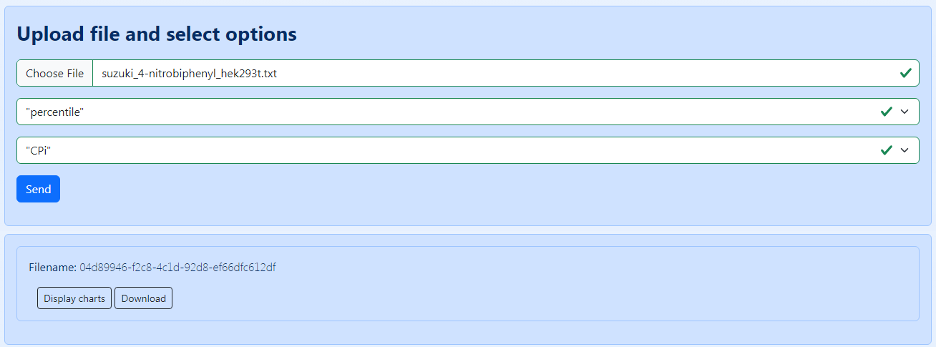 Upload file and select options
Choose File suzuki_4-nitrobiphenyl_hek293t.txt
"percentile"
"CPi"
Send
Filename: 04d89946-f2c8-4c1d-92d8-ef66dfc612df
Display charts Download